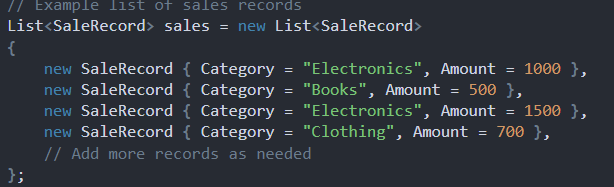 // Example list of sales records
List<SaleRecord> sales = new List<SaleRecord>
{
    new SaleRecord { Category = "Electronics", Amount = 1000 },
    new SaleRecord { Category = "Books", Amount = 500 },
    new SaleRecord { Category = "Electronics", Amount = 1500 },
    new SaleRecord { Category = "Clothing", Amount = 700 },
    // Add more records as needed
};